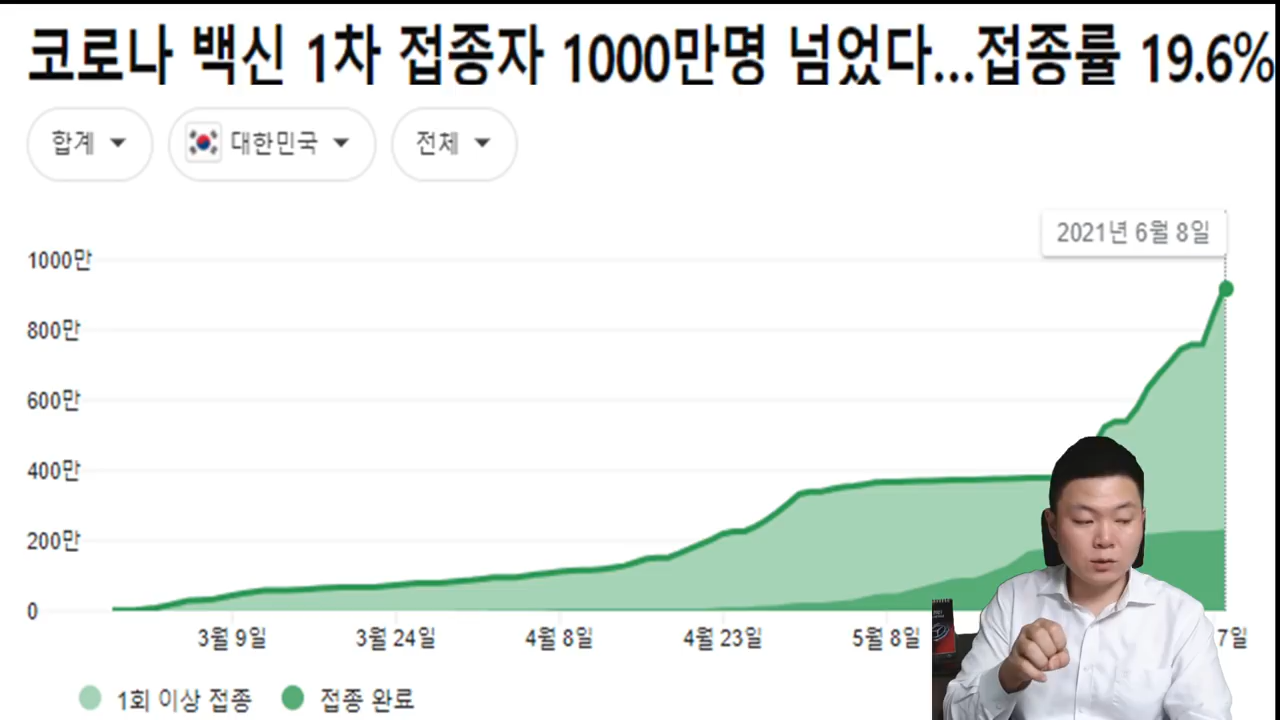 코로나 백신 1차 접종자 1000만명 넘었다...접종률 19.6%
합계 대한민국 전체
2021년 6월 8일
1000만
800만
600만
400만
200만
0
3월 9일 3월 24일 4월 8일 4월 23일 5월 8일 7일
1회 이상 접종 접종 완료